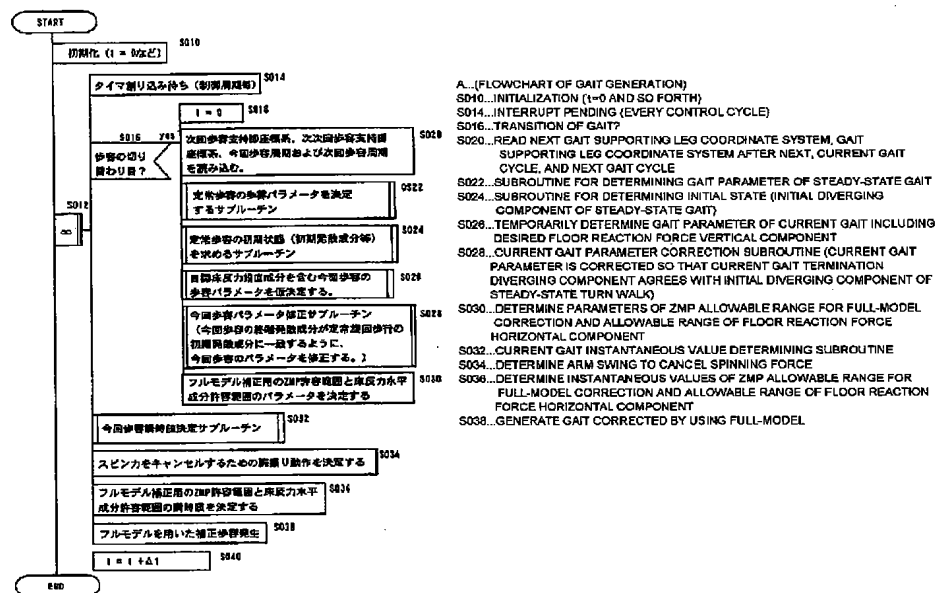 START
初期化 (t = 0など) S010
タイマ割り込み待ち (制御周期毎) S014
t = 0 S018
S016 yes
歩容の切り
替わり目?
次回歩容支持脚座標系、次次回歩容支持脚
座標系、今回歩容周期および次回歩容周期
を読み込む。 S020
定常歩容の歩容パラメータを決定
するサブルーチン S022
S012
∞
定常歩容の初期状態 (初期発散成分等)
を求めるサブルーチン S024
目標床反力鉛直成分を含む今回歩容の
歩容パラメータを仮決定する。 S026
今回歩容パラメータ修正サブルーチン
(今回歩容の終端発散成分が定常旋回歩行の
初期発散成分に一致するように、
今回歩容のパラメータを修正する。) S028
フルモデル補正用のZMP許容範囲と床反力水平
成分許容範囲のパラメータを決定する S030
今回歩容瞬時値決定サブルーチン S032
スピン力をキャンセルするための腕振り動作を決定する S034
フルモデル補正用のZMP許容範囲と床反力水平
成分許容範囲の瞬時値を決定する S036
フルモデルを用いた補正歩容発生 S038
t = t +Δt S040
END
A...(FLOWCHART OF GAIT GENERATION)
S010...INITIALIZATION (t=0 AND SO FORTH)
S014...INTERRUPT PENDING (EVERY CONTROL CYCLE)
S016...TRANSITION OF GAIT?
S020...READ NEXT GAIT SUPPORTING LEG COORDINATE SYSTEM, GAIT
SUPPORTING LEG COORDINATE SYSTEM AFTER NEXT, CURRENT GAIT
CYCLE, AND NEXT GAIT CYCLE
S022...SUBROUTINE FOR DETERMINING GAIT PARAMETER OF STEADY-STATE GAIT
S024...SUBROUTINE FOR DETERMINING INITIAL STATE (INITIAL DIVERGING
COMPONENT OF STEADY-STATE GAIT)
S026...TEMPORARILY DETERMINE GAIT PARAMETER OF CURRENT GAIT INCLUDING
DESIRED FLOOR REACTION FORCE VERTICAL COMPONENT
S028...CURRENT GAIT PARAMETER CORRECTION SUBROUTINE (CURRENT GAIT
PARAMETER IS CORRECTED SO THAT CURRENT GAIT TERMINATION
DIVERGING COMPONENT AGREES WITH INITIAL DIVERGING COMPONENT OF
STEADY-STATE TURN WALK)
S030...DETERMINE PARAMETERS OF ZMP ALLOWABLE RANGE FOR FULL-MODEL
CORRECTION AND ALLOWABLE RANGE OF FLOOR REACTION FORCE
HORIZONTAL COMPONENT
S032...CURRENT GAIT INSTANTANEOUS VALUE DETERMINING SUBROUTINE
S034...DETERMINE ARM SWING TO CANCEL SPINNING FORCE
S036...DETERMINE INSTANTANEOUS VALUES OF ZMP ALLOWABLE RANGE FOR
FULL-MODEL CORRECTION AND ALLOWABLE RANGE OF FLOOR REACTION
FORCE HORIZONTAL COMPONENT
S038...GENERATE GAIT CORRECTED BY USING FULL-MODEL